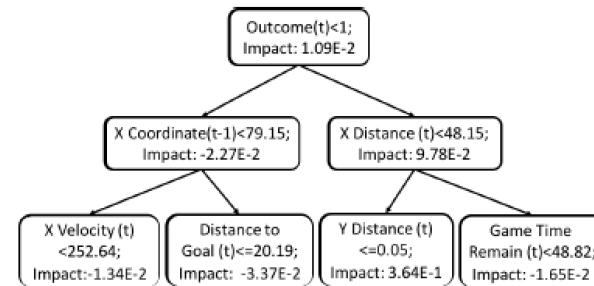 Outcome(t)<1;
Impact: 1.09E-2
X Coordinate(t-1)<79.15;
Impact: -2.27E-2
X Distance (t)<48.15;
Impact: 9.78E-2
X Velocity (t)
<252.64;
Impact:-1.34E-2
Distance to
Goal (t)<=20.19;
Impact: -3.37E-2
Y Distance (t)
<=0.05;
Impact: 3.64E-1
Game Time
Remain (t)<48.82;
Impact: -1.65E-2